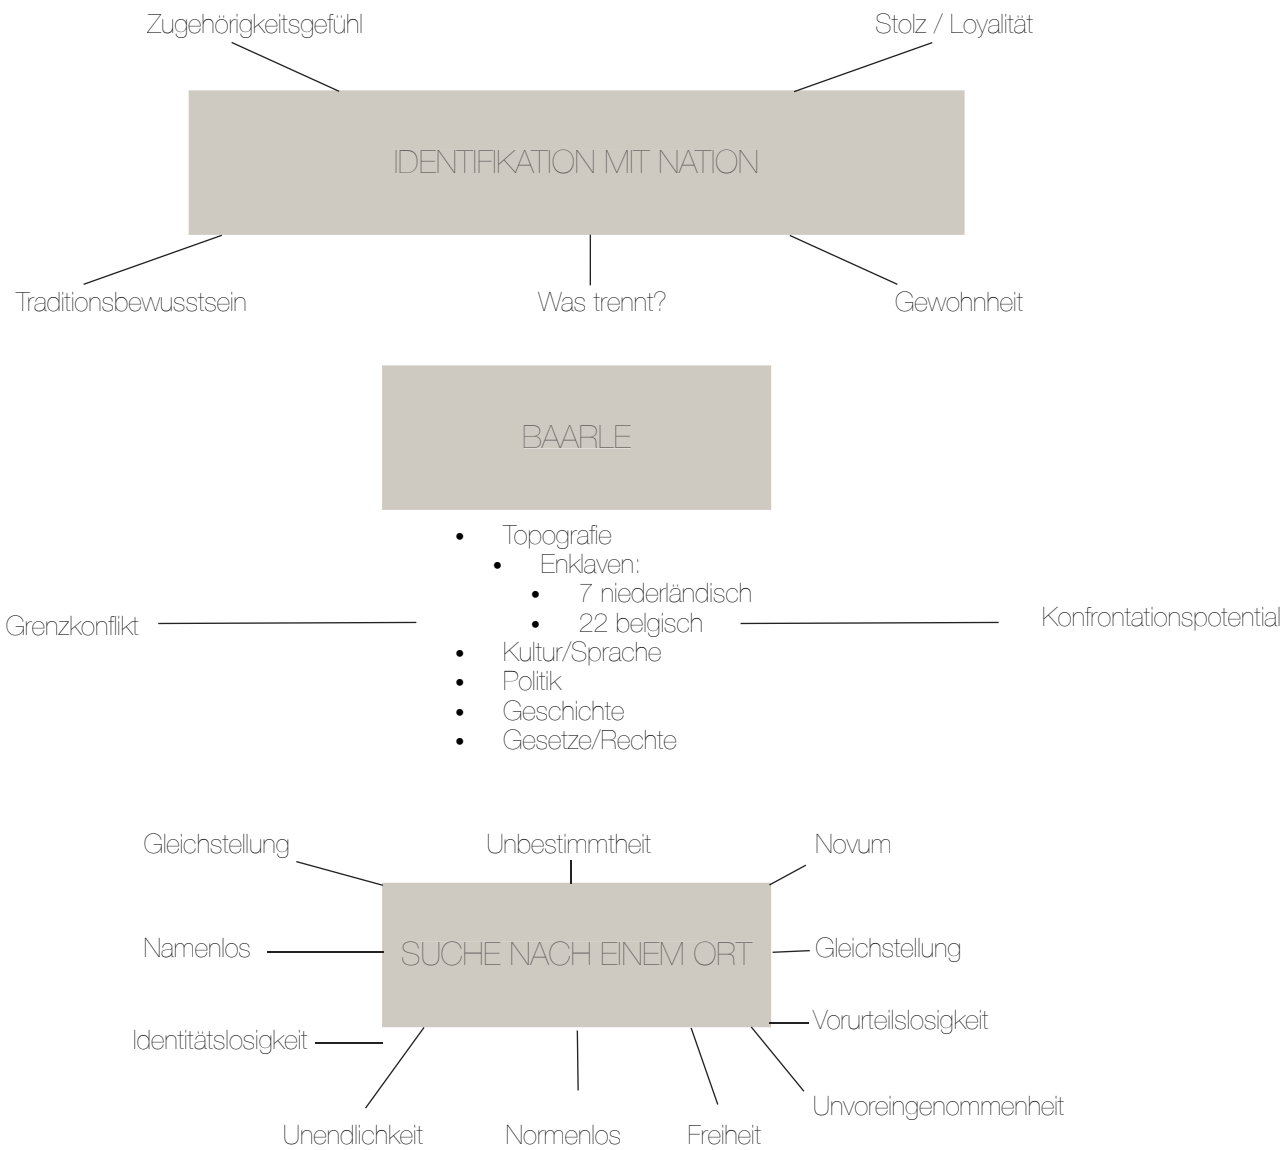 Zugehörigkeitsgefühl
Stolz / Loyalität
IDENTIFIKATION MIT NATION
Traditionsbewusstsein
Was trennt?
Gewohnheit
BAARLE
• Topografie
• Enklaven:
• 7 niederländisch
• 22 belgisch
• Kultur/Sprache
• Politik
• Geschichte
• Gesetze/Rechte
Grenzkonflikt
Konfrontationspotential
Gleichstellung
Unbestimmtheit
Novum
Namenlos
SUCHE NACH EINEM ORT
Gleichstellung
Identitätslosigkeit
Vorurteilslosigkeit
Unvoreingenommenheit
Unendlichkeit
Normenlos
Freiheit